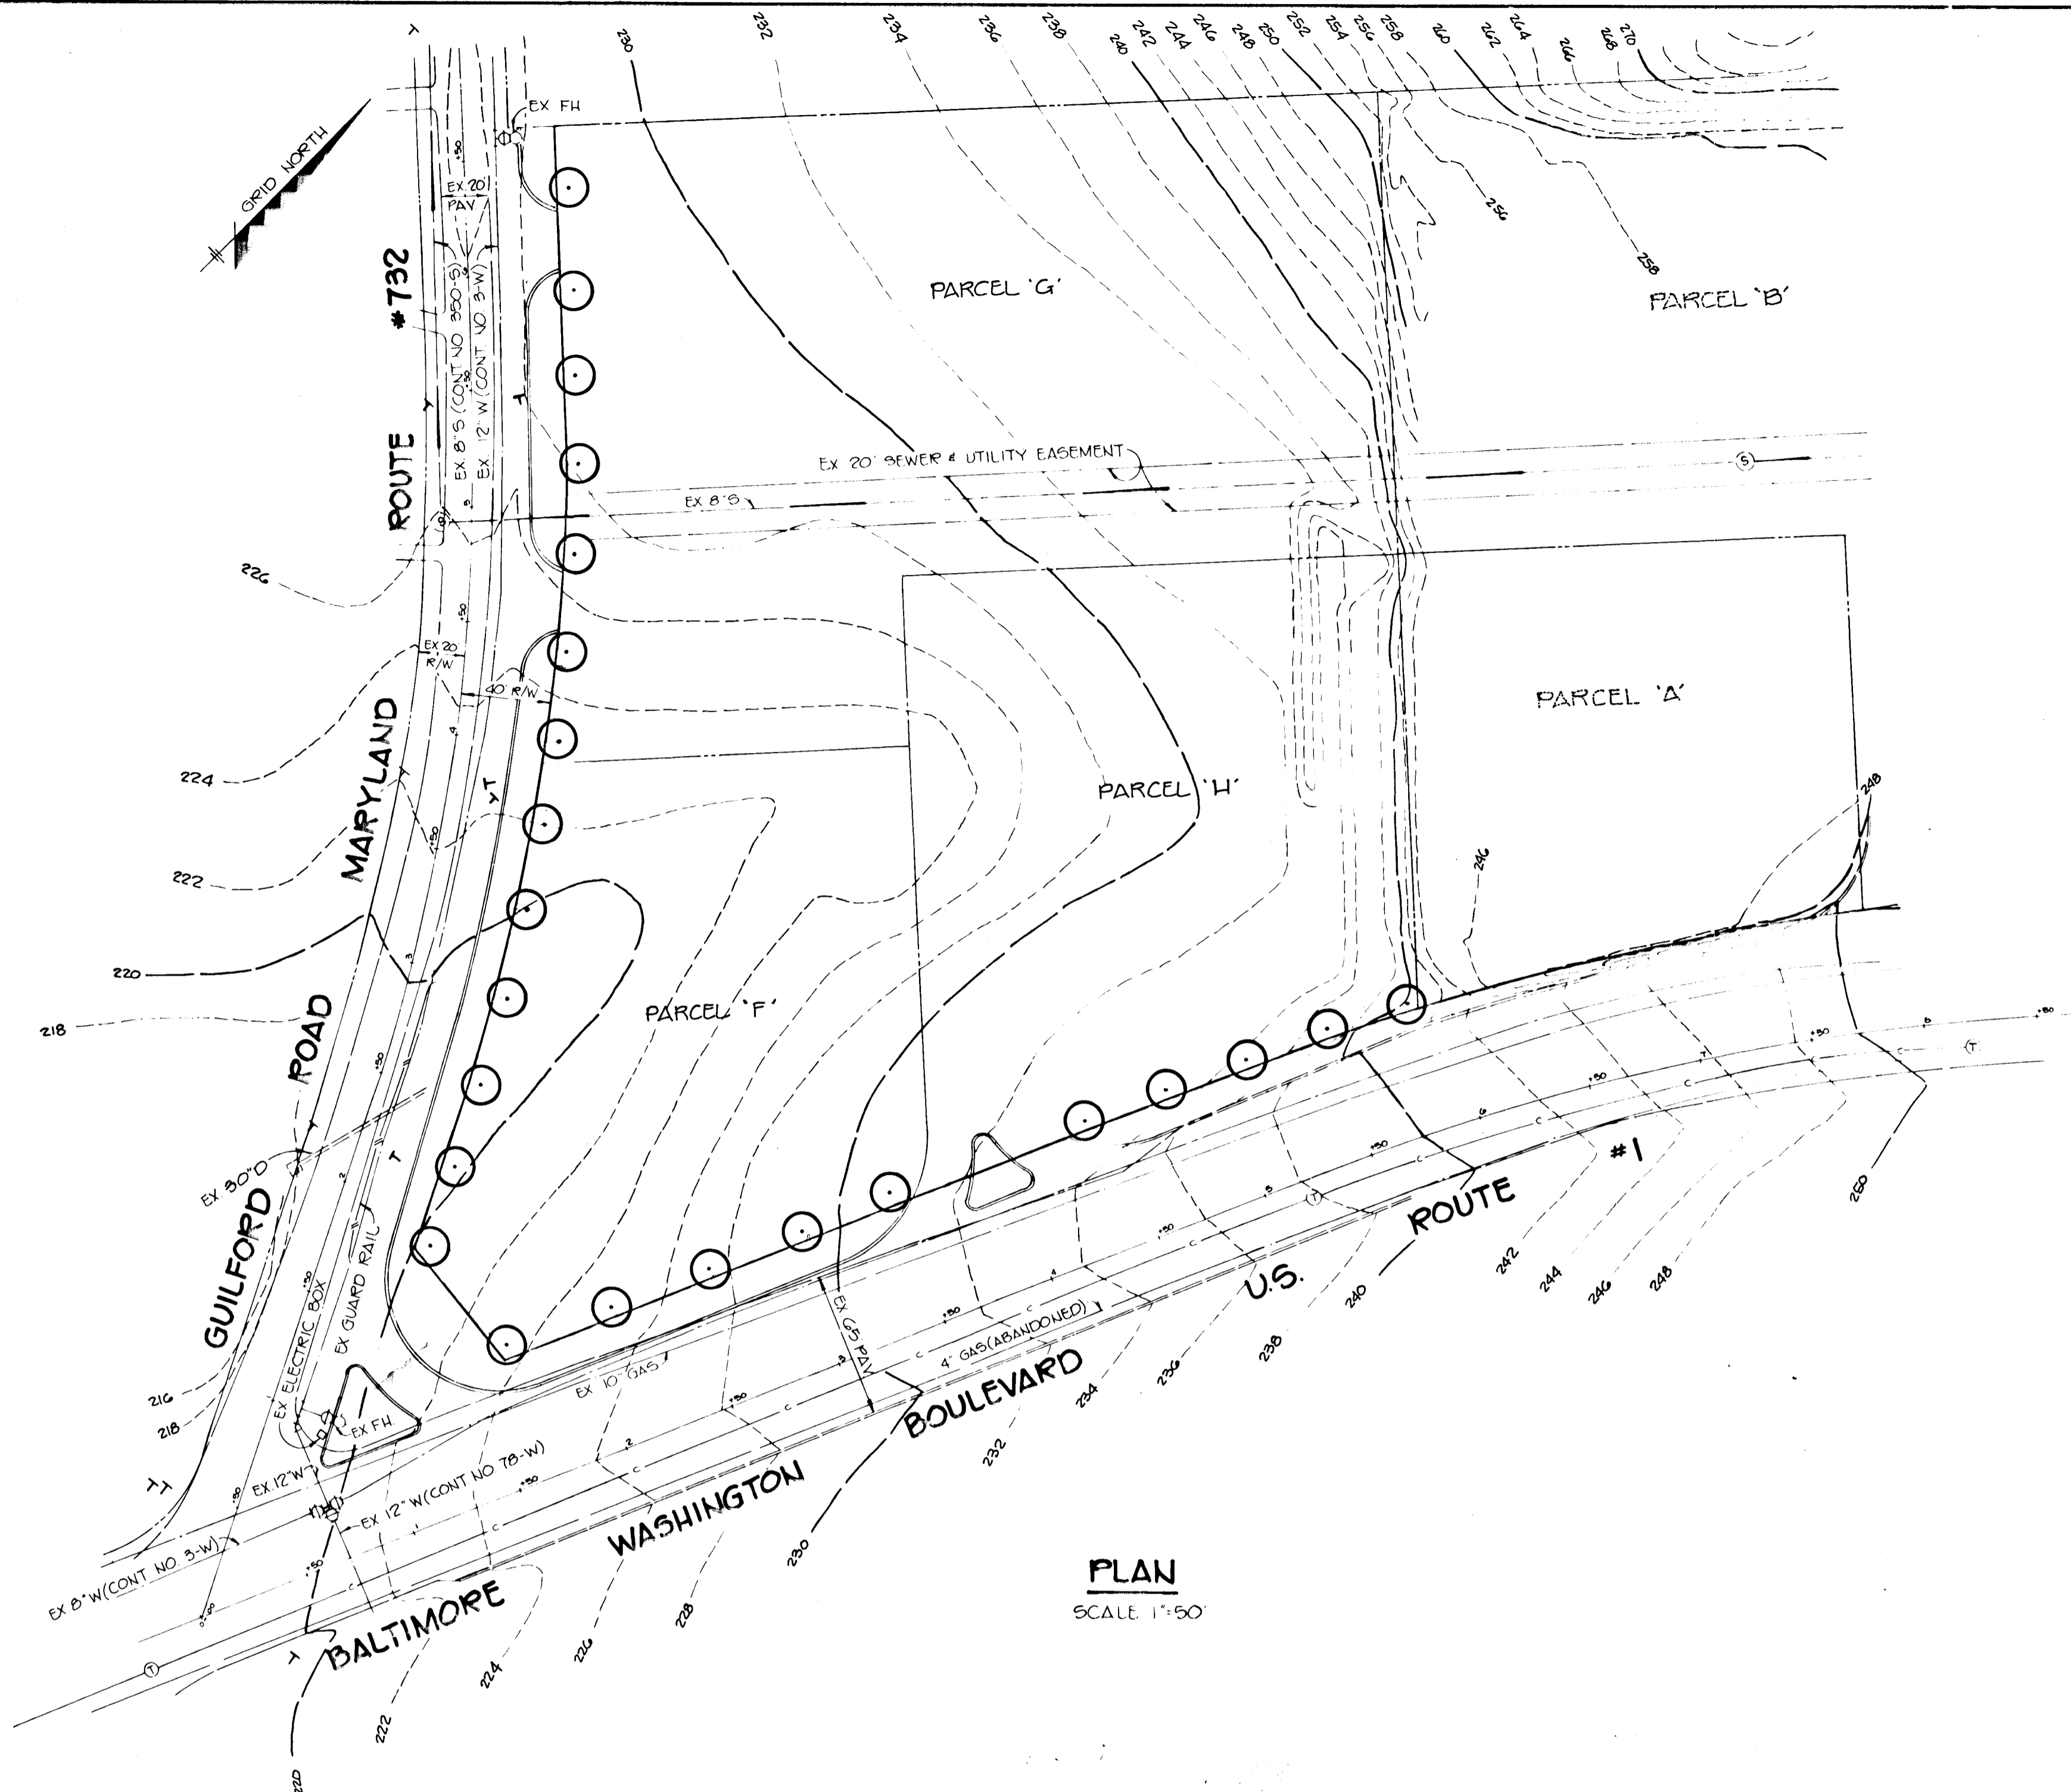 230
232
234
236
238
240
242
244
246
248
250
252
254
256
258
260
262
264
266
268
270
GRID NORTH
EX FH
EX. 20'
PAV
ROUTE #732
EX 8"S (CONT NO 350-S)
EX. 12" W (CONT NO 3-W)
PARCEL 'G'
PARCEL 'B'
256
258
EX 20' SEWER & UTILITY EASEMENT
EX 8"S
S
226
EX 20'
R/W
40' R/W
224
222
220
218
MARYLAND
PARCEL 'A'
PARCEL 'H'
PARCEL 'F'
248
246
GUILFORD ROAD
EX. 30"D
EX GUARD RAIL
EX ELECTRIC BOX
216
218
EX FH.
EX 10" GAS
EX 65' PAV
4" GAS (ABANDONED)
EX.12"W
EX 12" W (CONT NO 78-W)
EX 8" W (CONT NO. 3-W)
BALTIMORE WASHINGTON BOULEVARD
U.S. ROUTE #1
220
222
224
226
228
230
232
234
236
238
240
242
244
246
248
250
PLAN
SCALE 1"=50'